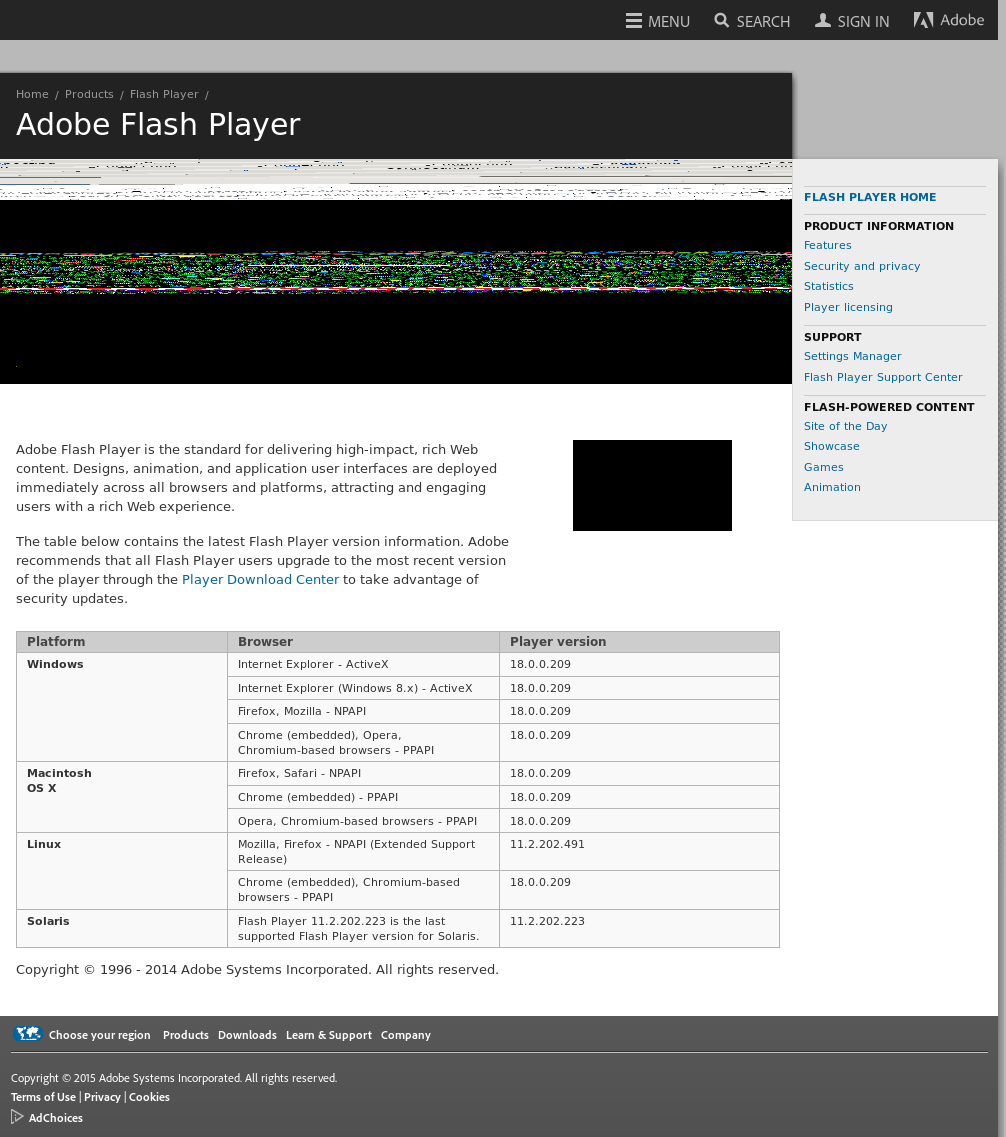 MENU SEARCH SIGN IN Adobe
Home / Products / Flash Player /
Adobe Flash Player
FLASH PLAYER HOME
PRODUCT INFORMATION
Features
Security and privacy
Statistics
Player licensing
SUPPORT
Settings Manager
Flash Player Support Center
FLASH-POWERED CONTENT
Site of the Day
Showcase
Games
Animation
Adobe Flash Player is the standard for delivering high-impact, rich Web
content. Designs, animation, and application user interfaces are deployed
immediately across all browsers and platforms, attracting and engaging
users with a rich Web experience.
The table below contains the latest Flash Player version information. Adobe
recommends that all Flash Player users upgrade to the most recent version
of the player through the Player Download Center to take advantage of
security updates.
Platform Browser Player version
Windows Internet Explorer - ActiveX 18.0.0.209
Internet Explorer (Windows 8.x) - ActiveX 18.0.0.209
Firefox, Mozilla - NPAPI 18.0.0.209
Chrome (embedded), Opera, 18.0.0.209
Chromium-based browsers - PPAPI
Macintosh Firefox, Safari - NPAPI 18.0.0.209
OS X
Chrome (embedded) - PPAPI 18.0.0.209
Opera, Chromium-based browsers - PPAPI 18.0.0.209
Linux Mozilla, Firefox - NPAPI (Extended Support 11.2.202.491
Release)
Chrome (embedded), Chromium-based 18.0.0.209
browsers - PPAPI
Solaris Flash Player 11.2.202.223 is the last 11.2.202.223
supported Flash Player version for Solaris.
Copyright © 1996 - 2014 Adobe Systems Incorporated. All rights reserved.
Choose your region Products Downloads Learn & Support Company
Copyright © 2015 Adobe Systems Incorporated. All rights reserved.
Terms of Use | Privacy | Cookies
AdChoices